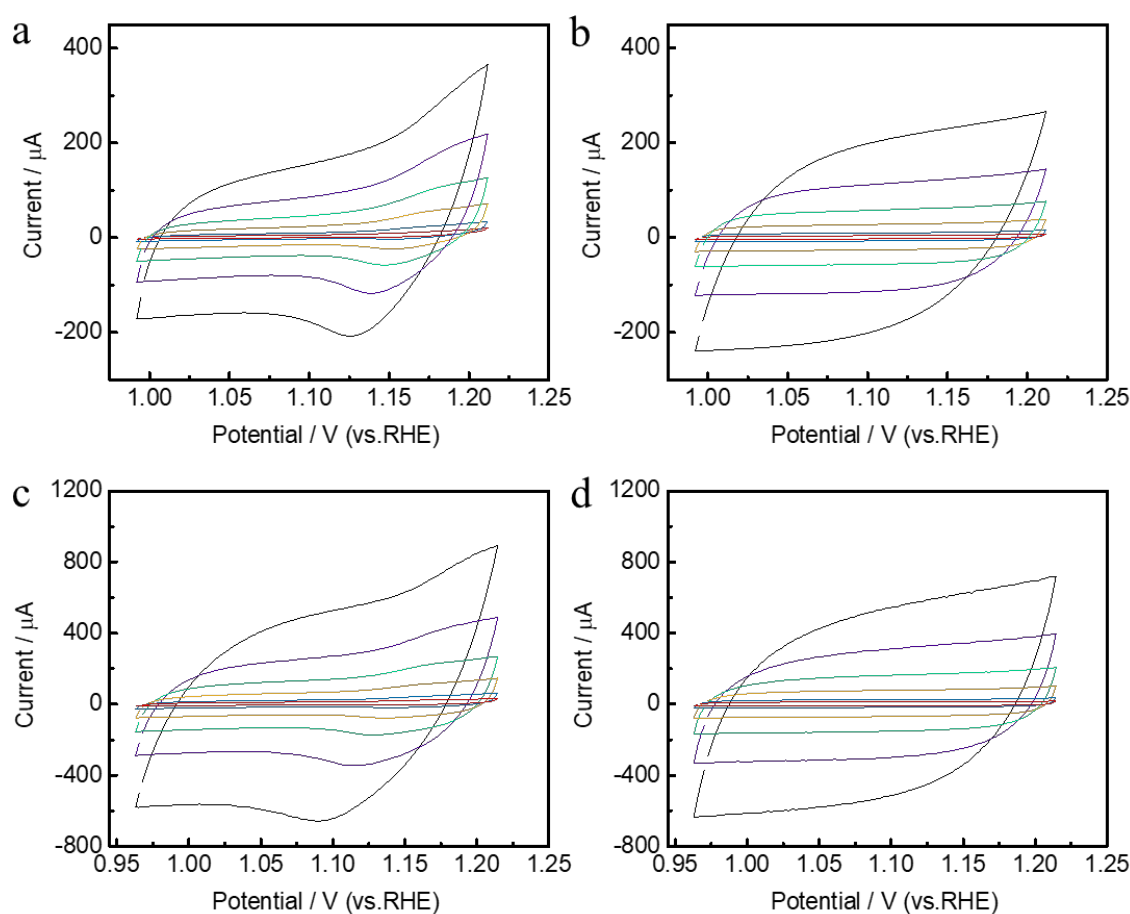 a
400
200
0
-200
Current / μA
1.00 1.05 1.10 1.15 1.20 1.25
Potential / V (vs.RHE)
b
400
200
0
-200
Current / μA
1.00 1.05 1.10 1.15 1.20 1.25
Potential / V (vs.RHE)
c
1200
800
400
0
-400
-800
Current / μA
0.95 1.00 1.05 1.10 1.15 1.20 1.25
Potential / V (vs.RHE)
d
1200
800
400
0
-400
-800
Current / μA
0.95 1.00 1.05 1.10 1.15 1.20 1.25
Potential / V (vs.RHE)